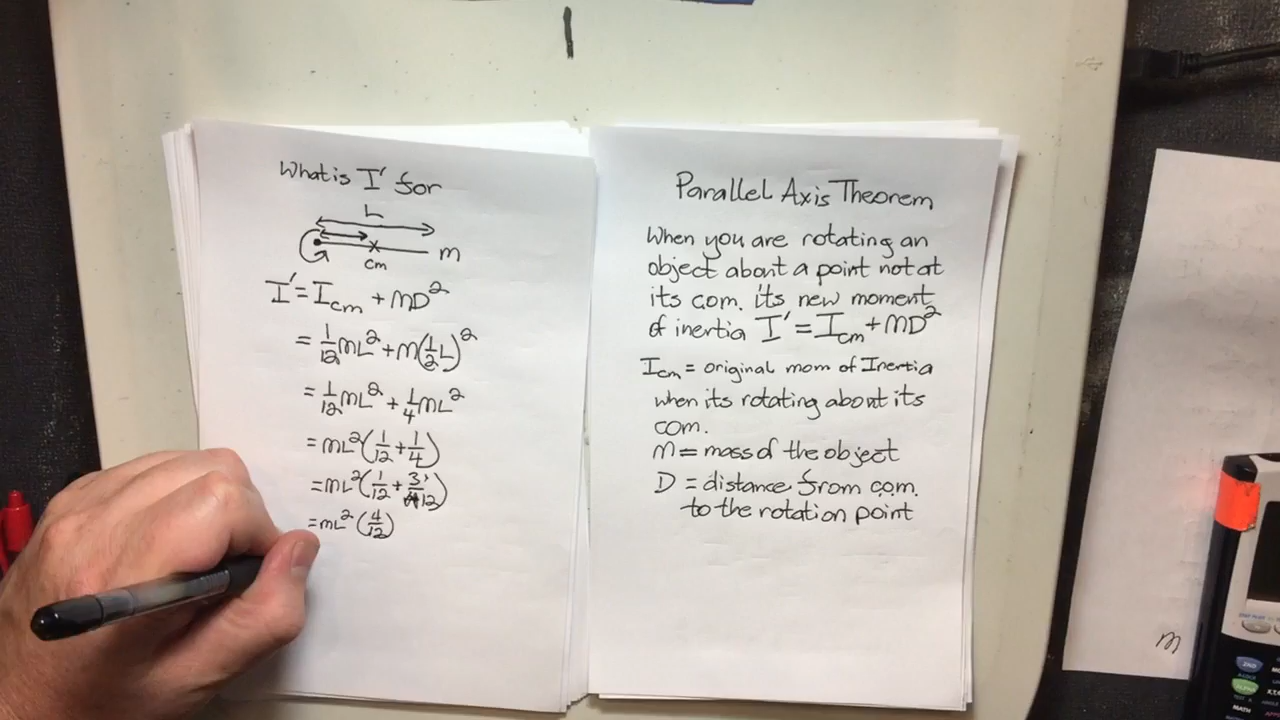 What is I' for
L
m
cm
I' = Icm + MD²
= 1/12 mL² + M(1/2 L)²
= 1/12 mL² + 1/4 mL²
= mL²(1/12 + 1/4)
= mL²(1/12 + 3/12)
= mL²(4/12)
Parallel Axis Theorem
When you are rotating an
object about a point not at
its com. its new moment
of inertia I' = Icm + MD²
Icm = original mom of Inertia
when its rotating about its
com.
M = mass of the object
D = distance from com.
to the rotation point
m
2ND
ALPHA
MATH